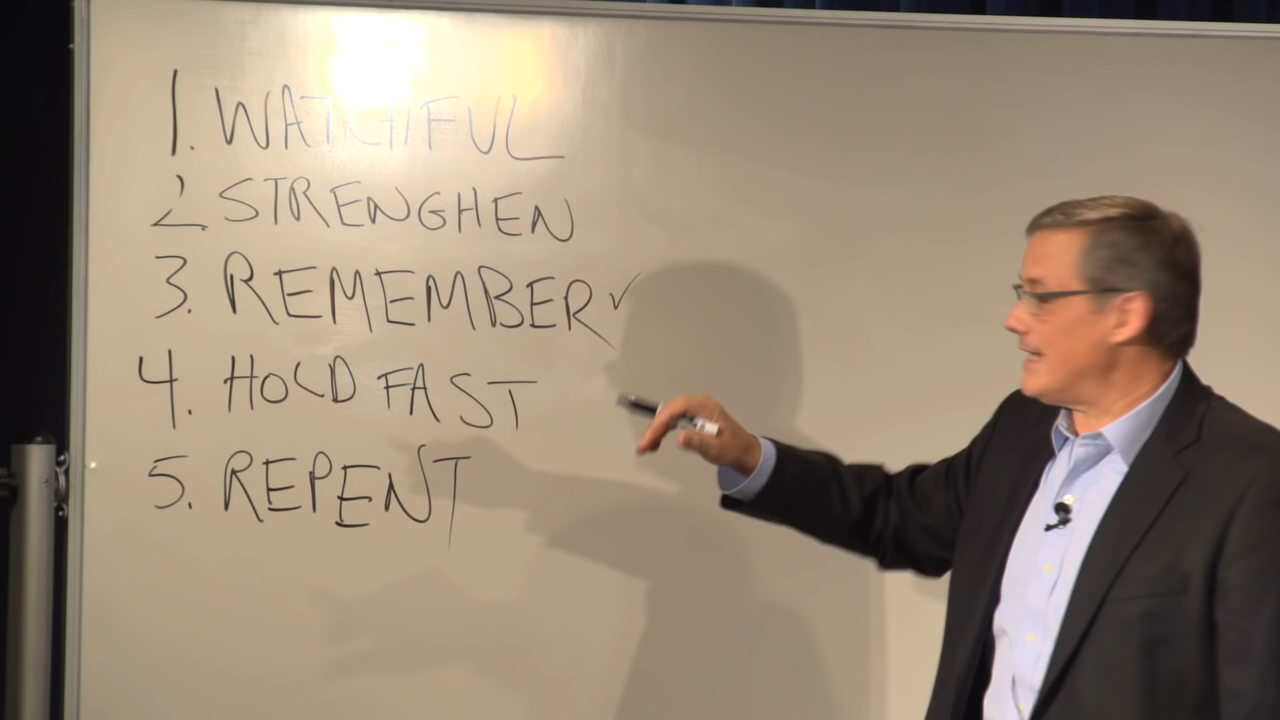 1. WATCHFUL
2 STRENGHEN
3. REMEMBER ✓
4. HOLD FAST
5. REPENT